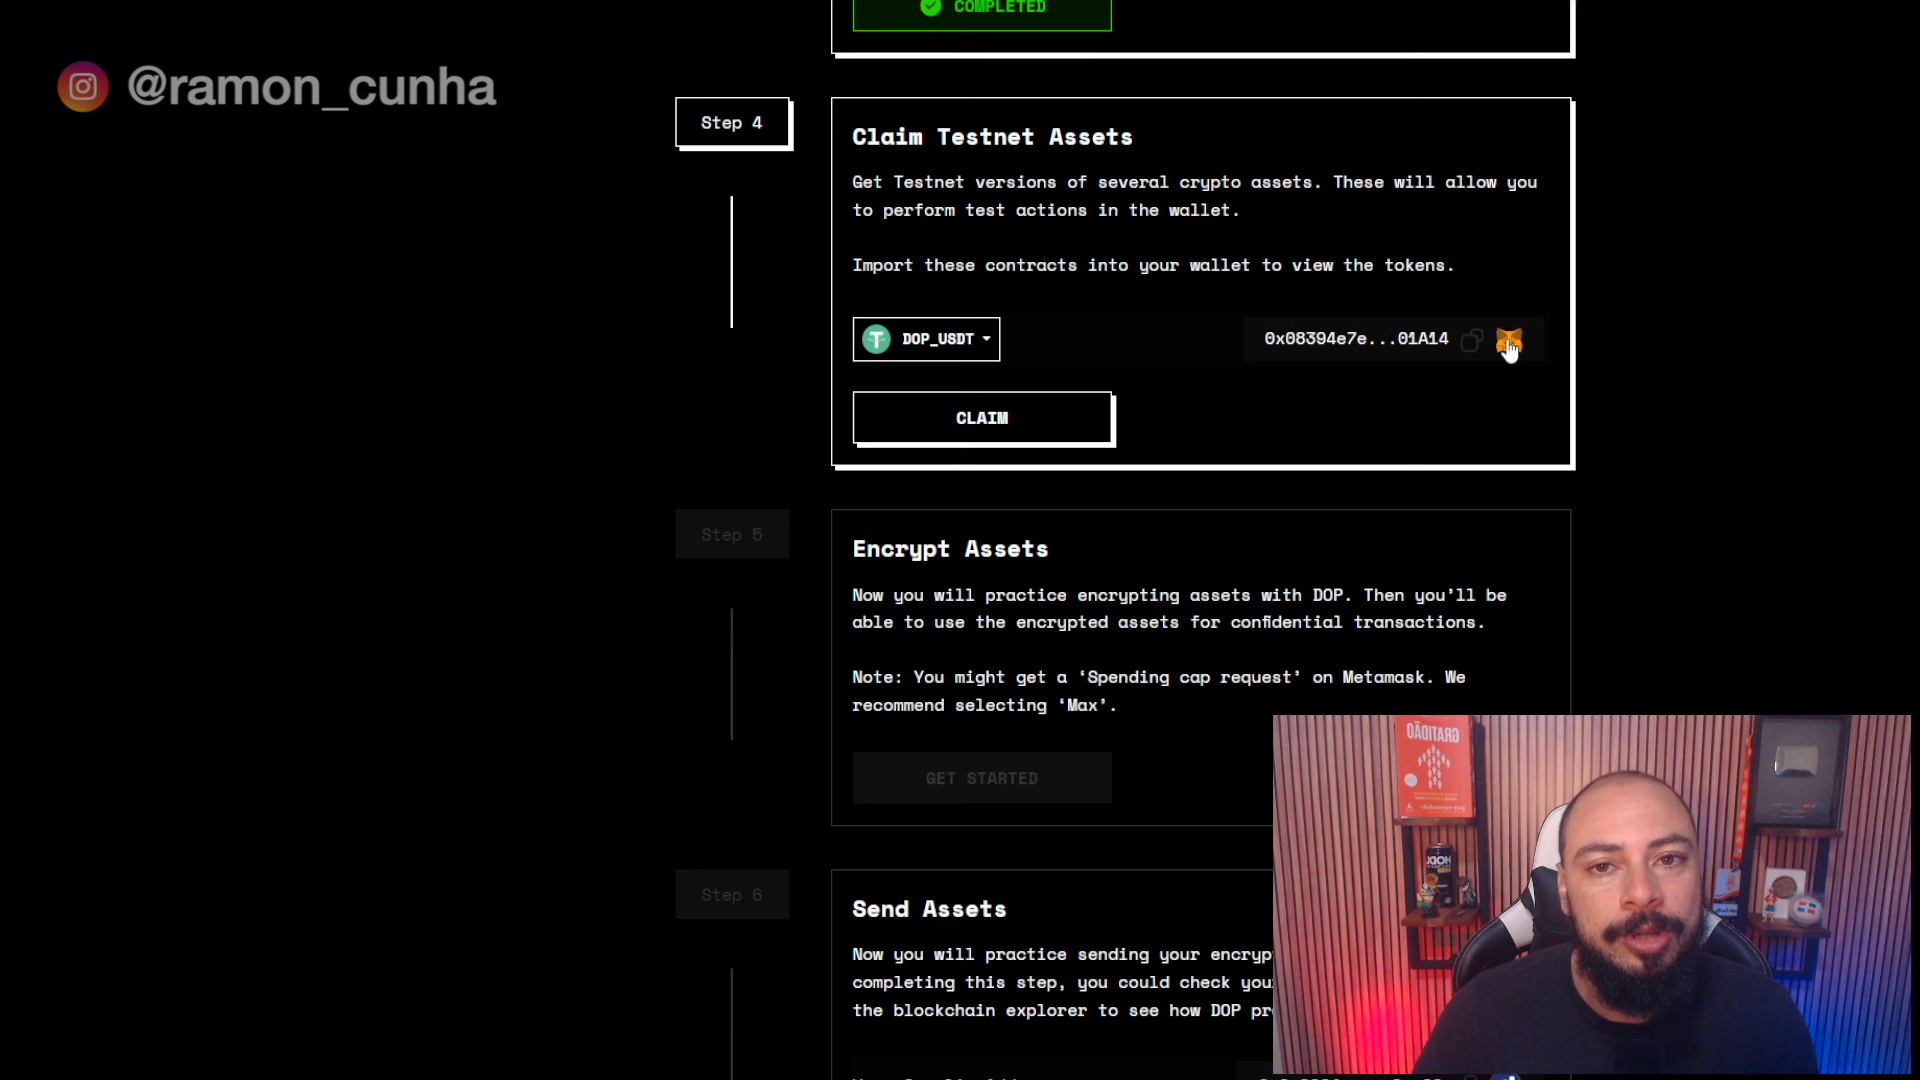 COMPLETED
@ramon_cunha
Step 4
Claim Testnet Assets
Get Testnet versions of several crypto assets. These will allow you
to perform test actions in the wallet.
Import these contracts into your wallet to view the tokens.
DOP_USDT
0x08394e7e...01A14
CLAIM
Step 5
Encrypt Assets
Now you will practice encrypting assets with DOP. Then you'll be
able to use the encrypted assets for confidential transactions.
Note: You might get a ‘Spending cap request’ on Metamask. We
recommend selecting ‘Max’.
GET STARTED
GRATIDÃO
HODL
Step 6
Send Assets
Now you will practice sending your encryp
completing this step, you could check you
the blockchain explorer to see how DOP pr